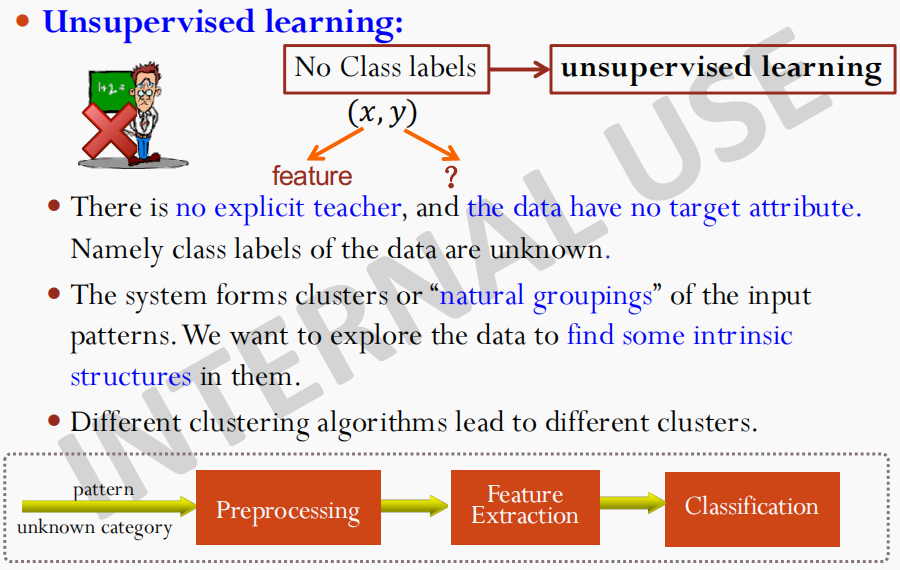 • Unsupervised learning:
1+2=
No Class labels
unsupervised learning
(x, y)
feature
?
• There is no explicit teacher, and the data have no target attribute.
Namely class labels of the data are unknown.
• The system forms clusters or “natural groupings” of the input
patterns. We want to explore the data to find some intrinsic
structures in them.
• Different clustering algorithms lead to different clusters.
pattern
unknown category
Preprocessing
Feature
Extraction
Classification
INTERNAL USE